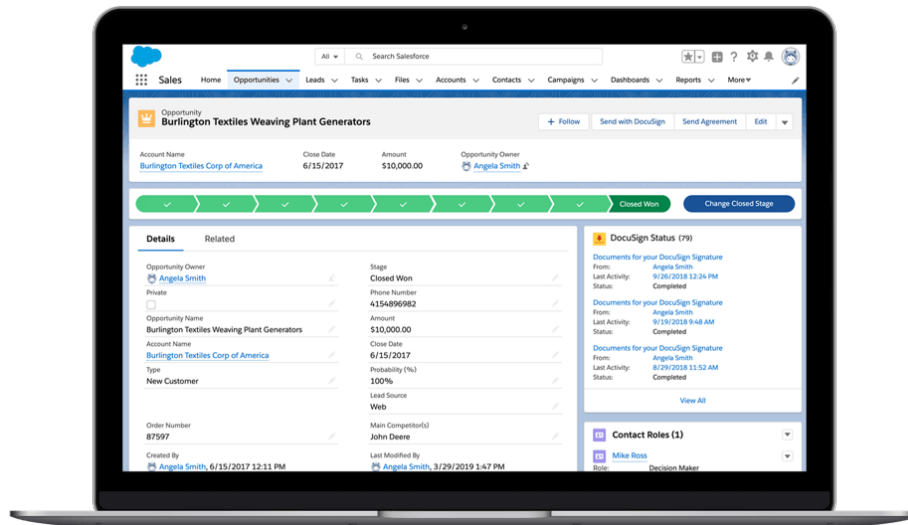 All
Search Salesforce
?
Sales Home Opportunities Leads Tasks Files Accounts Contacts Campaigns Dashboards Reports More
Opportunity
Burlington Textiles Weaving Plant Generators
+ Follow Send with DocuSign Send Agreement Edit
Account Name Close Date Amount Opportunity Owner
Burlington Textiles Corp of America 6/15/2017 $10,000.00 Angela Smith
Closed Won Change Closed Stage
Details Related
Opportunity Owner
Angela Smith
Private
Opportunity Name
Burlington Textiles Weaving Plant Generators
Account Name
Burlington Textiles Corp of America
Type
New Customer
Order Number
87597
Created By
Angela Smith, 6/15/2017 12:11 PM
Stage
Closed Won
Phone Number
4154896982
Amount
$10,000.00
Close Date
6/15/2017
Probability (%)
100%
Lead Source
Web
Main Competitor(s)
John Deere
Last Modified By
Angela Smith, 3/29/2019 1:47 PM
DocuSign Status (79)
Documents for your DocuSign Signature
From: Angela Smith
Last Activity: 9/26/2018 12:24 PM
Status: Completed
Documents for your DocuSign Signature
From: Angela Smith
Last Activity: 9/19/2018 9:48 AM
Status: Completed
Documents for your DocuSign Signature
From: Angela Smith
Last Activity: 8/29/2018 11:52 AM
Status: Completed
View All
Contact Roles (1)
Mike Ross
Role: Decision Maker